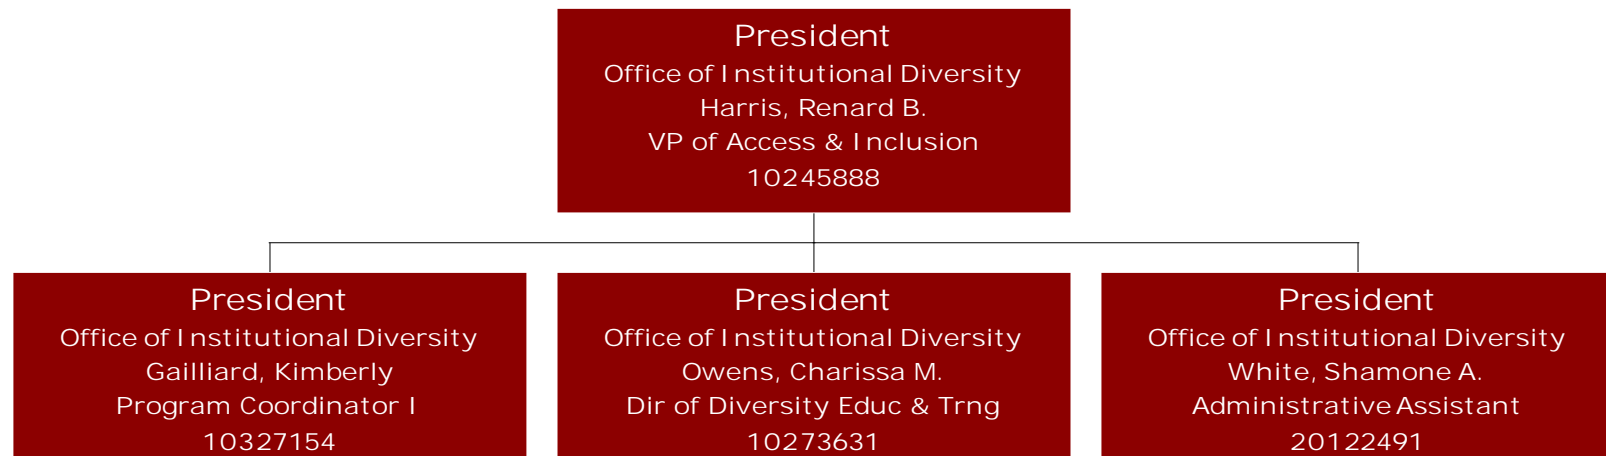 President
Office of Institutional Diversity
Harris, Renard B.
VP of Access & Inclusion
10245888
President
Office of Institutional Diversity
Gailliard, Kimberly
Program Coordinator I
10327154
President
Office of Institutional Diversity
Owens, Charissa M.
Dir of Diversity Educ & Trng
10273631
President
Office of Institutional Diversity
White, Shamone A.
Administrative Assistant
20122491